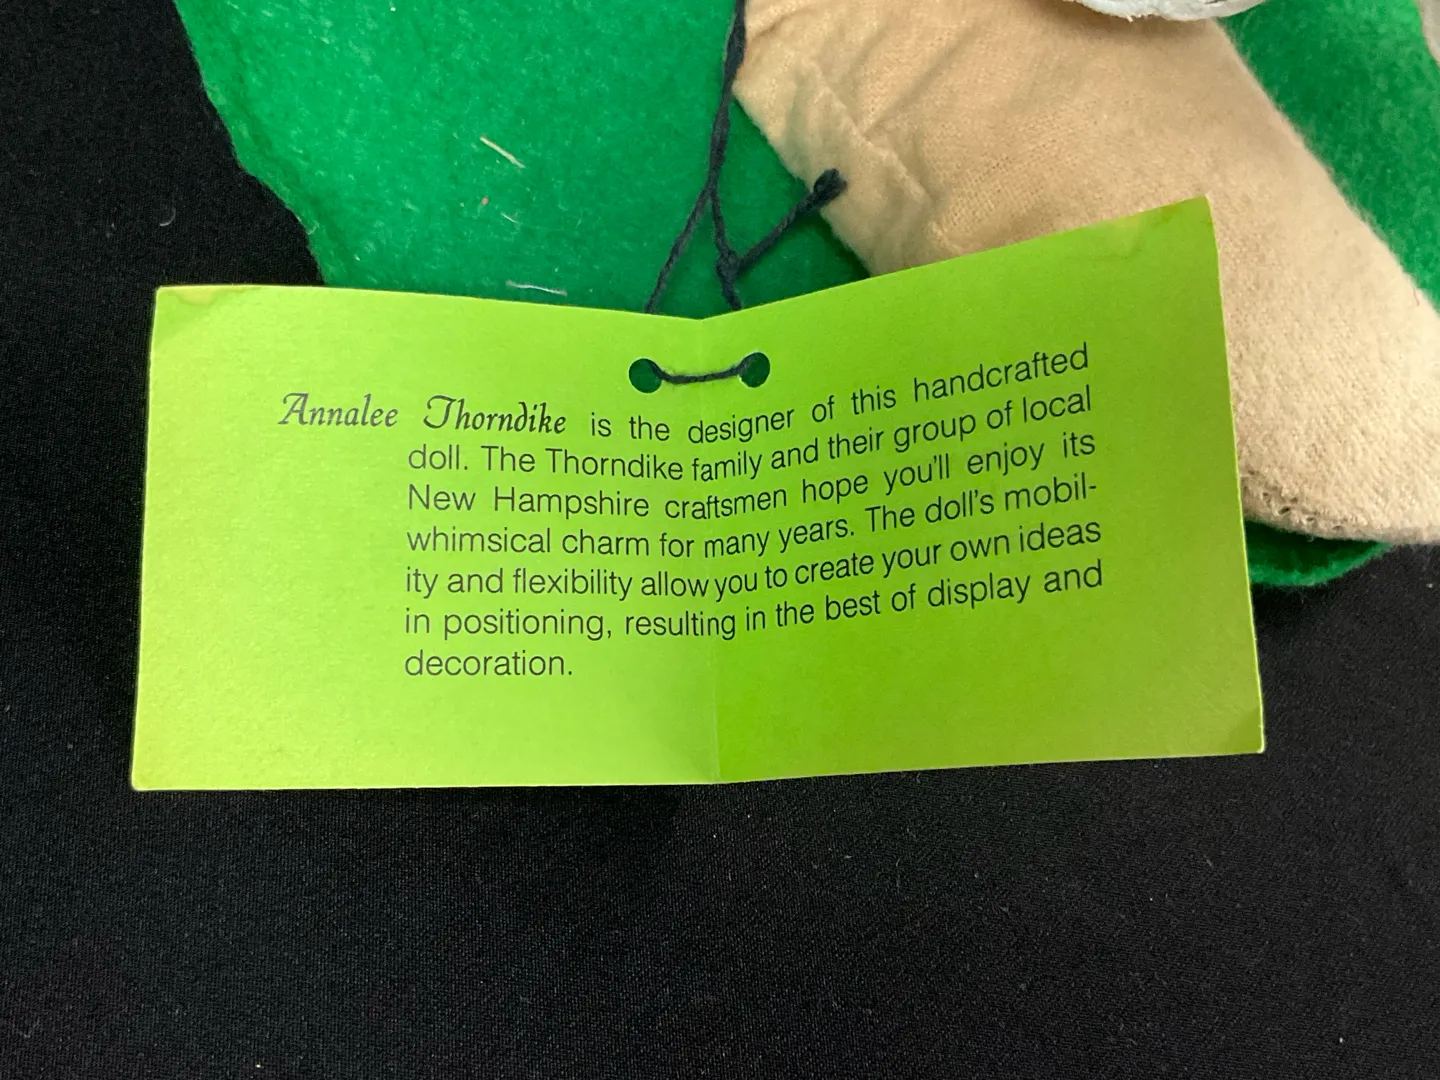 Annalee Thorndike is the designer of this handcrafted
doll. The Thorndike family and their group of local
New Hampshire craftsmen hope you'll enjoy its
whimsical charm for many years. The doll's mobil-
ity and flexibility allow you to create your own ideas
in positioning, resulting in the best of display and
decoration.